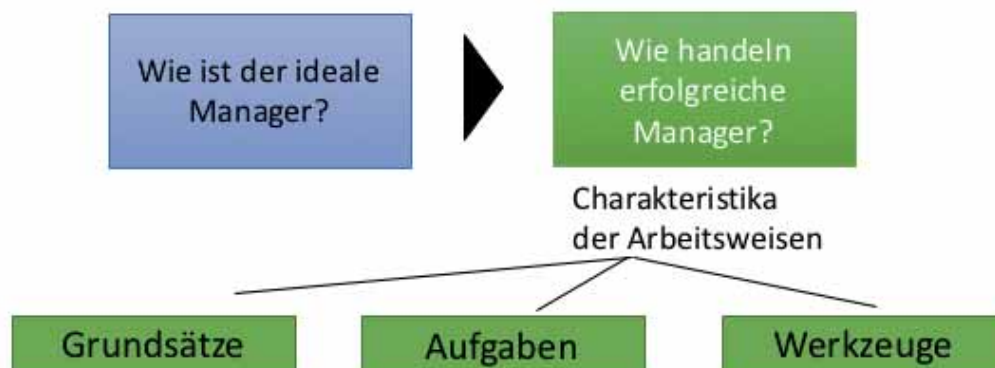 Wie ist der ideale
Manager?
Wie handeln
erfolgreiche
Manager?
Charakteristika
der Arbeitsweisen
Grundsätze
Aufgaben
Werkzeuge